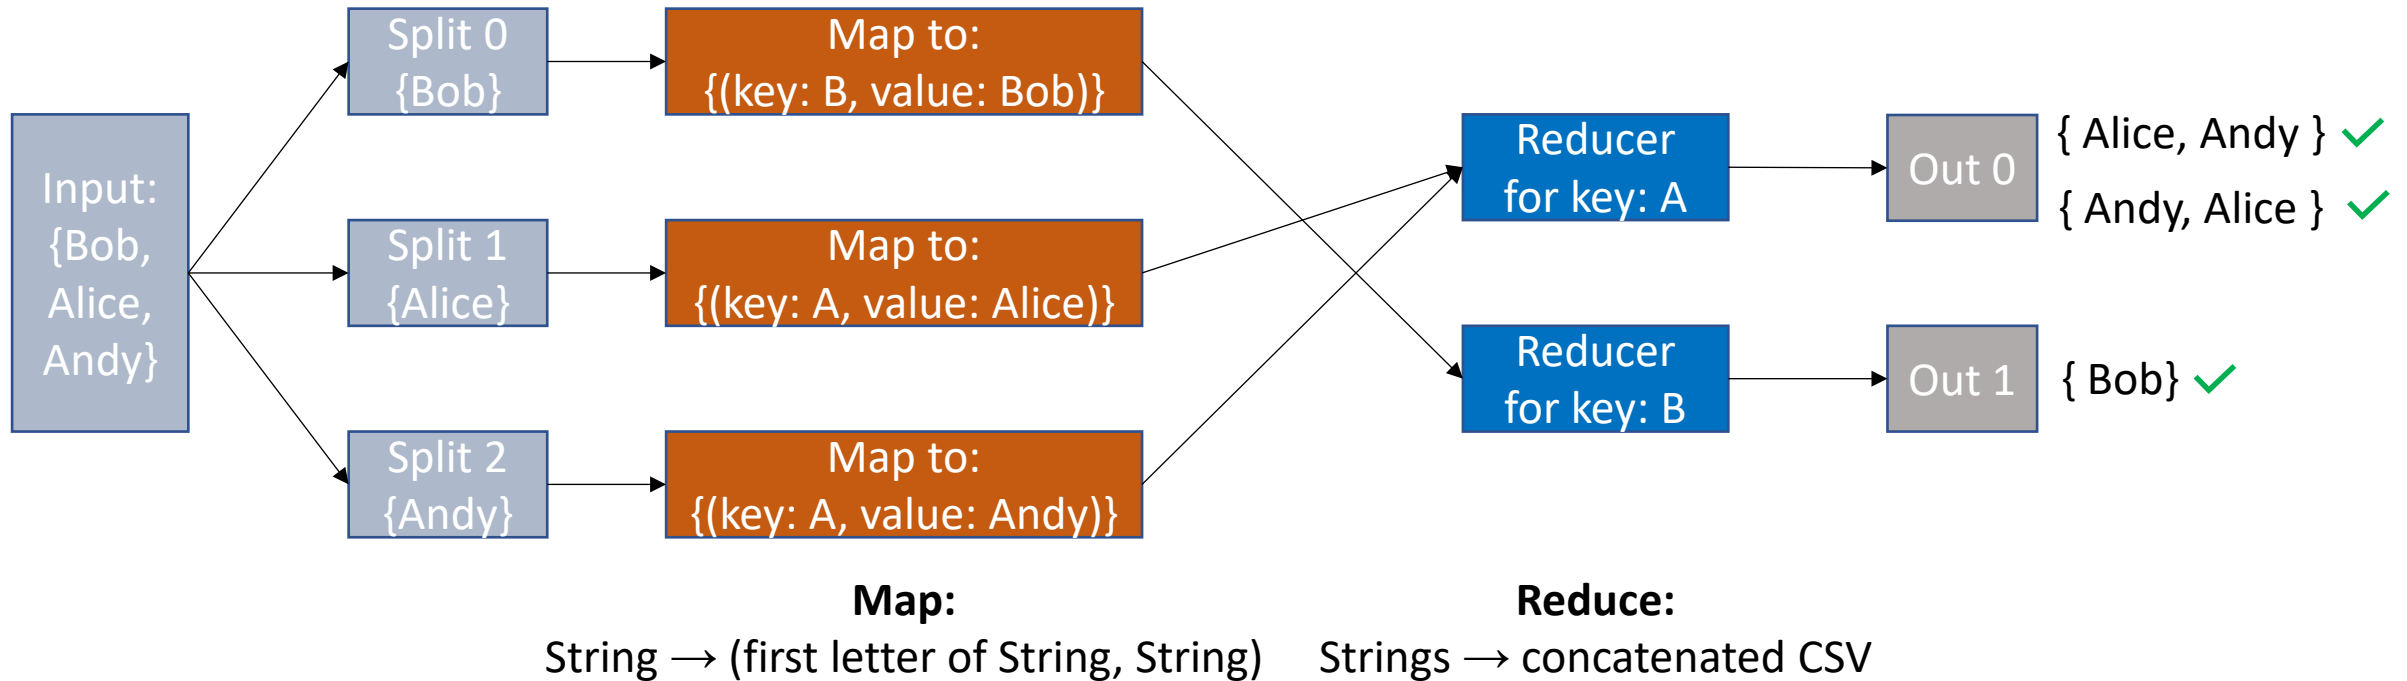 Input:
{Bob,
Alice,
Andy}
Split 0
{Bob}
Split 1
{Alice}
Split 2
{Andy}
Map to:
{(key: B, value: Bob)}
Map to:
{(key: A, value: Alice)}
Map to:
{(key: A, value: Andy)}
Reducer
for key: A
Reducer
for key: B
Out 0
Out 1
{ Alice, Andy } ✓
{ Andy, Alice } ✓
{ Bob} ✓
Map:
String → (first letter of String, String)
Reduce:
Strings → concatenated CSV